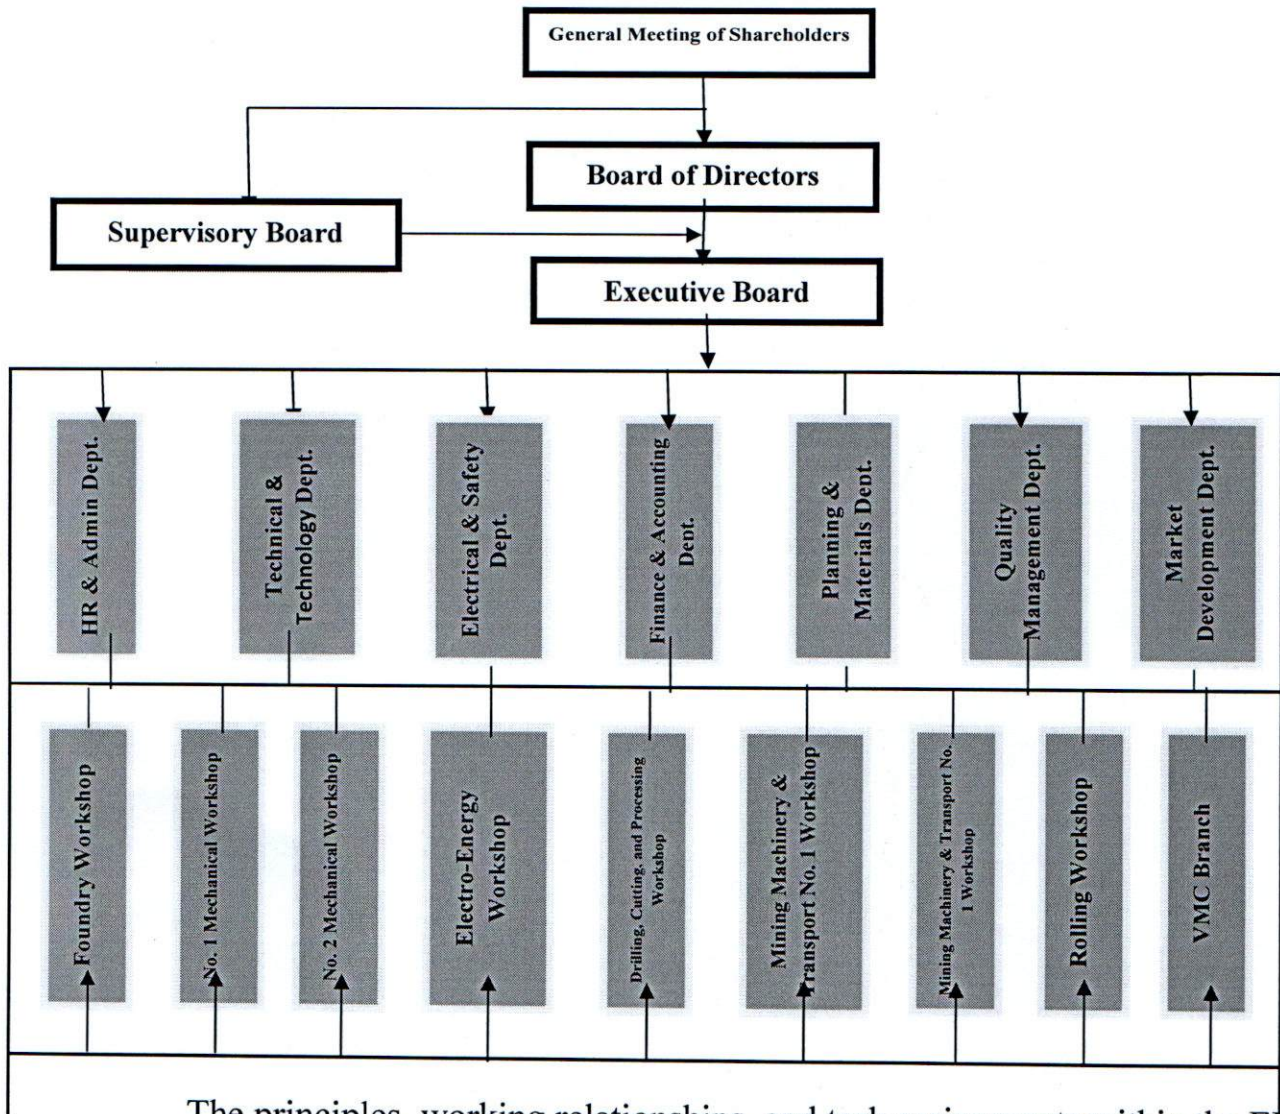 General Meeting of Shareholders
Board of Directors
Supervisory Board
Executive Board
HR & Admin Dept.
Technical &
Technology Dept.
Electrical & Safety
Dept.
Finance & Accounting
Dept.
Planning &
Materials Dept.
Quality
Management Dept.
Market
Development Dept.
Foundry Workshop
No. 1 Mechanical Workshop
No. 2 Mechanical Workshop
Electro-Energy
Workshop
Drilling, Cutting, and Processing
Workshop
Mining Machinery &
Transport No. 1 Workshop
Mining Machinery & Transport No.
1 Workshop
Rolling Workshop
VMC Branch
The principles, working relationships, and task assignments within the